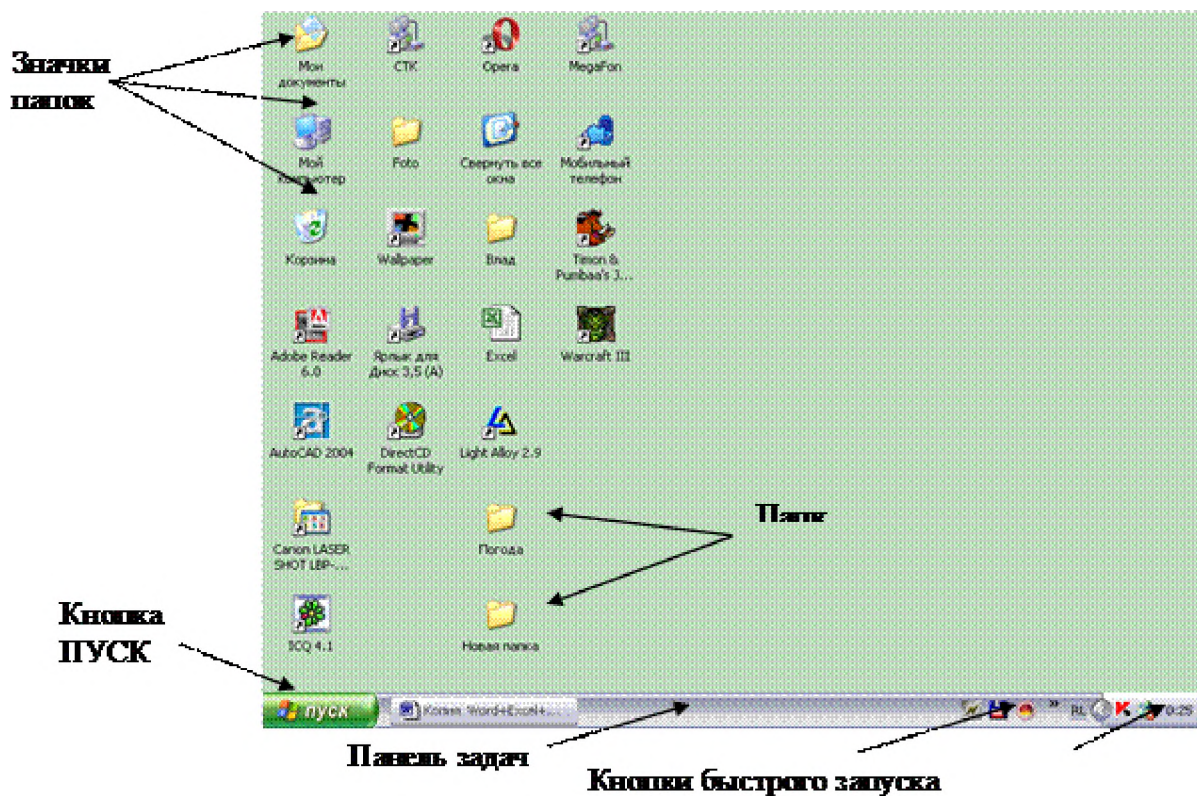 Значки
папок
Мои
документы
СТК
Opera
MegaFon
Мой
компьютер
Foto
Свернуть все
окна
Мобильный
телефон
Корзина
Wallpaper
Влад
Timon &
Pumbaa's J...
Adobe Reader
6.0
Ярлык для
Диск 3,5 (A)
Excel
Warcraft III
AutoCAD 2004
DirectCD
Format Utility
Light Alloy 2.9
Canon LASER
SHOT LBP-...
Погода
Папк
ICQ 4.1
Новая папка
Кнопка
ПУСК
пуск
Word+Excel+...
»
RL
0:25
Панель задач
Кнопки быстрого запуска